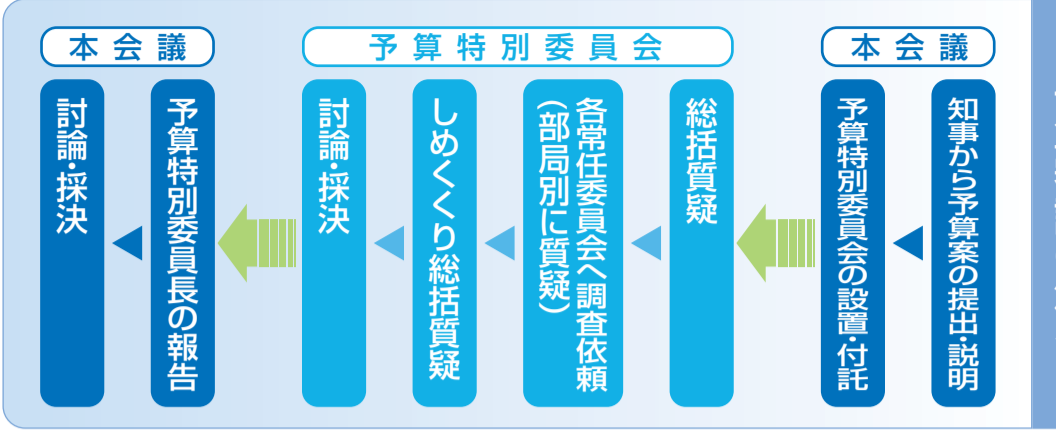 本会議
知事から予算案の提出・説明
予算特別委員会の設置・付託
予算特別委員会
総括質疑
各常任委員会へ調査依頼
（部局別に質疑）
しめくくり総括質疑
討論・採決
本会議
予算特別委員長の報告
討論・採決